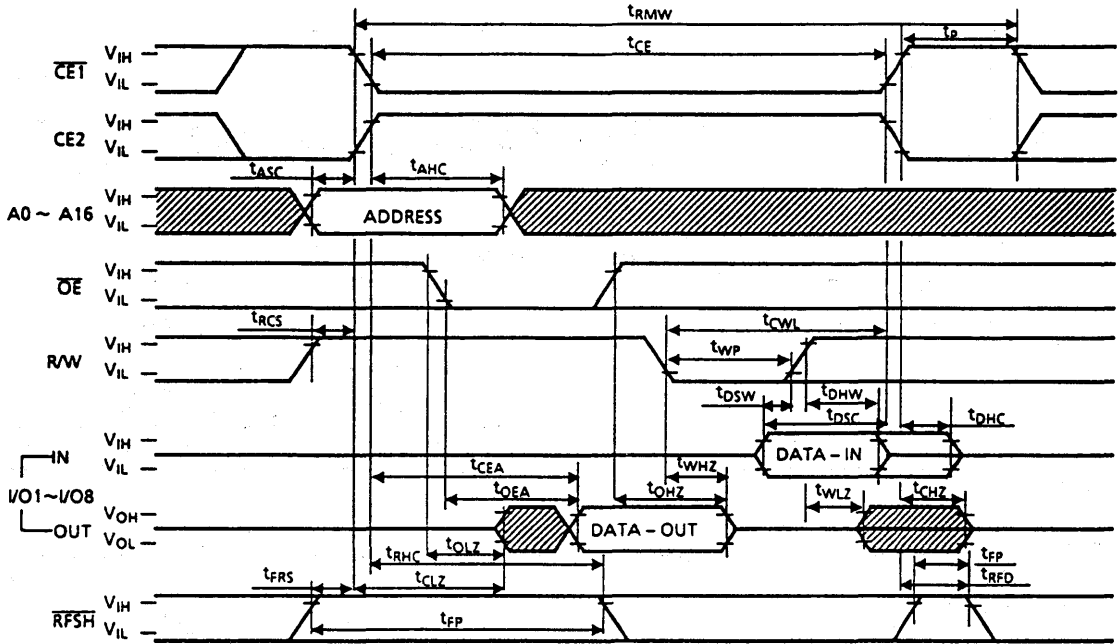 tRMW
tCE
tP
CE1
VIH
VIL
CE2
VIH
VIL
tASC
tAHC
A0 ~ A16
VIH
VIL
ADDRESS
OE
VIH
VIL
tRCS
tCWL
R/W
VIH
VIL
tWP
tDSW
tDHW
tDSC
tDHC
IN
VIH
VIL
DATA - IN
I/O1~I/O8
tCEA
tWHZ
tOEA
tOHZ
tWLZ
tCHZ
OUT
VOH
VOL
DATA - OUT
tOLZ
tRHC
tFP
tFRS
tCLZ
tRFD
RFSH
VIH
VIL
tFP